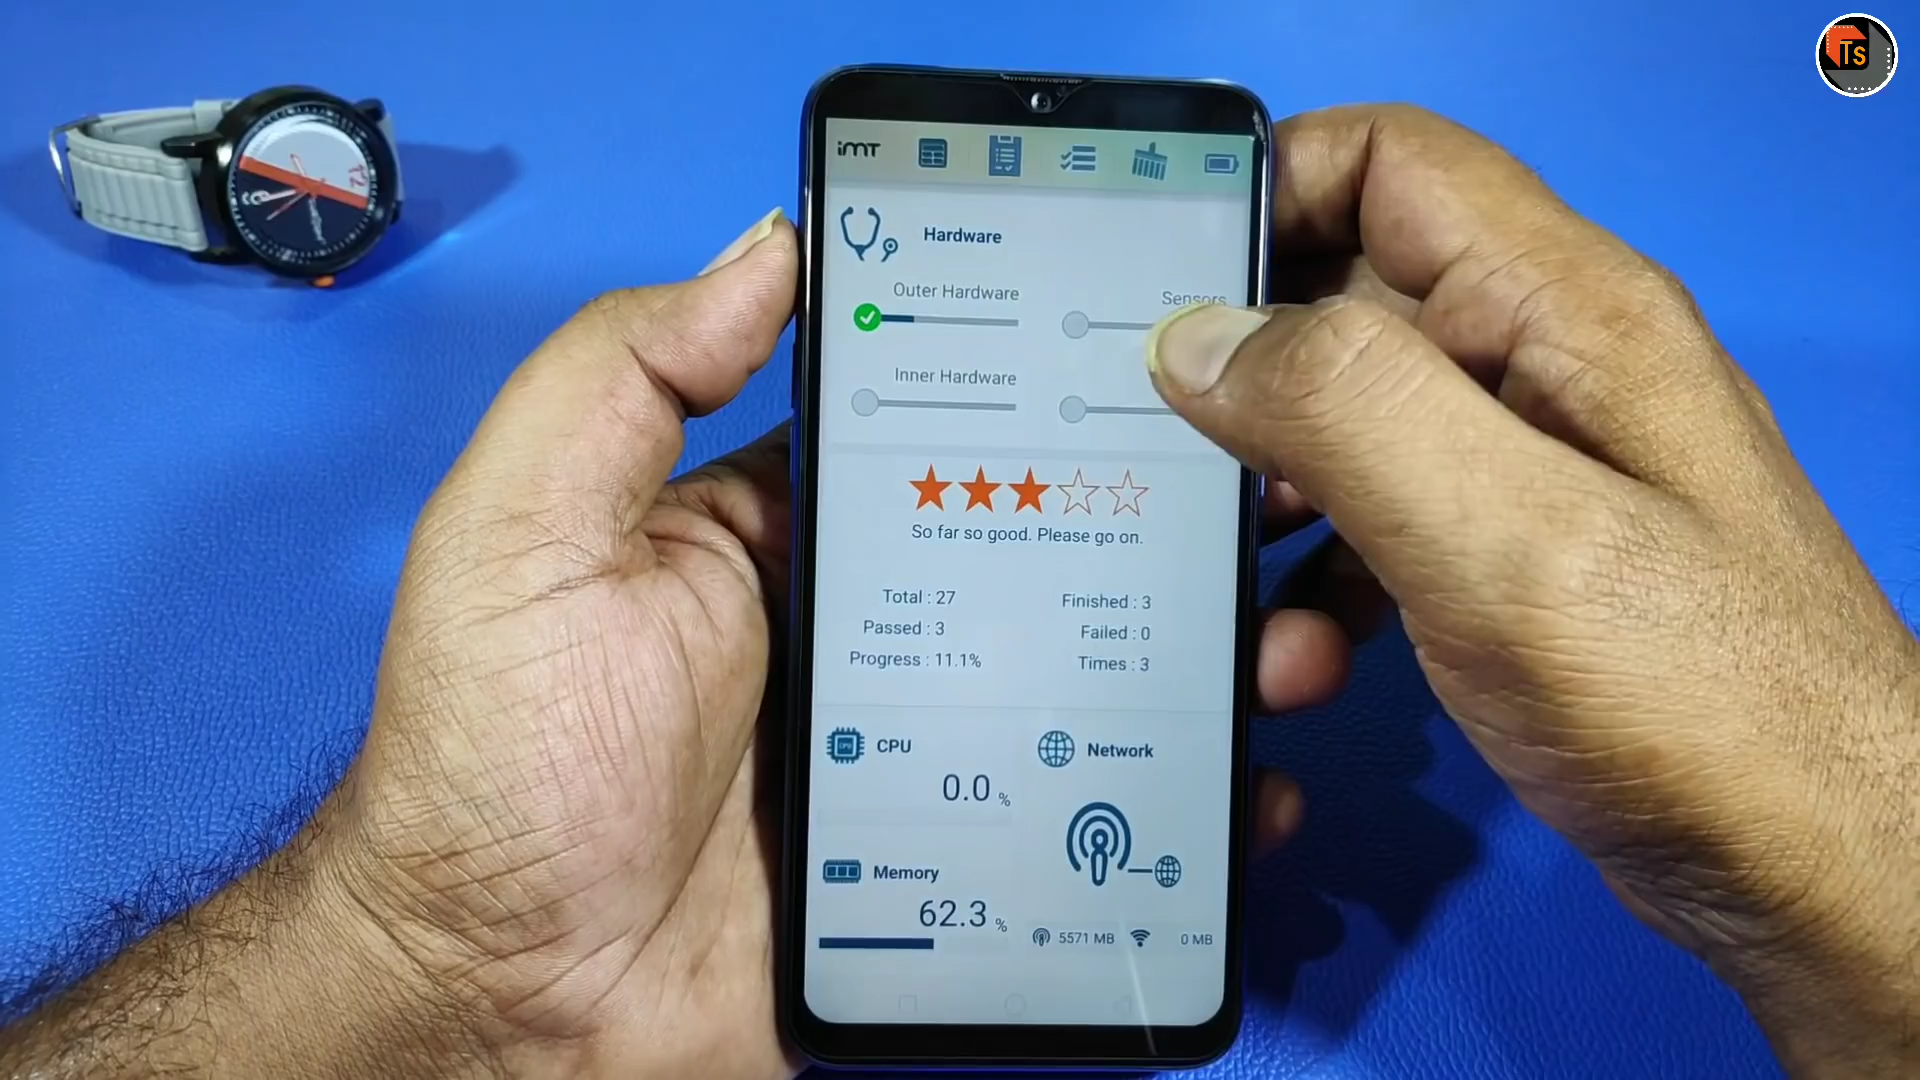 Ts
iMT
Hardware
Outer Hardware
Sensors
Inner Hardware
So far so good. Please go on.
Total : 27
Finished : 3
Passed : 3
Failed : 0
Progress : 11.1%
Times : 3
CPU
0.0 %
Network
Memory
62.3 %
5571 MB
0 MB
12
6